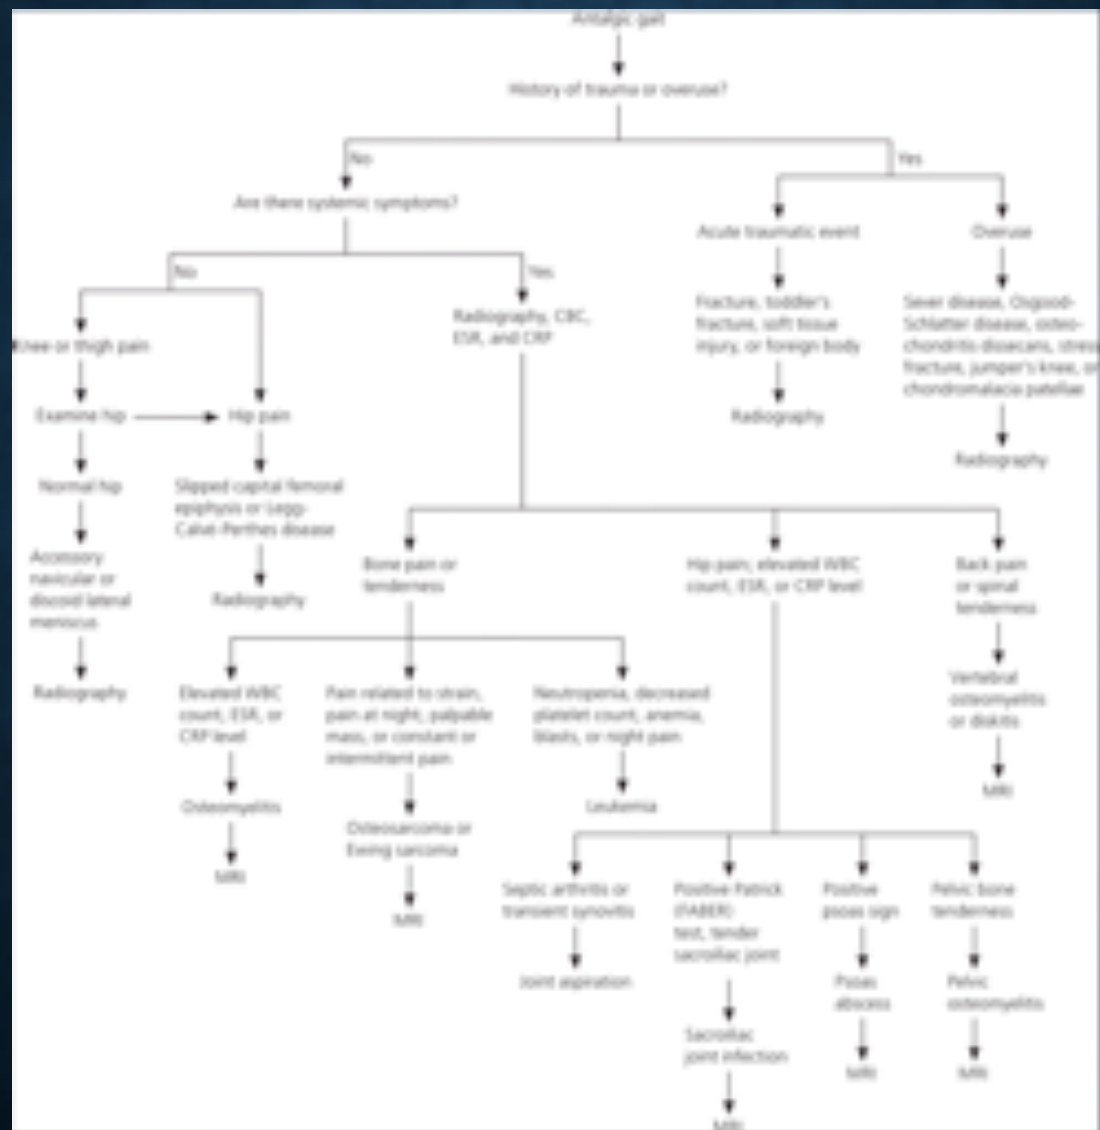 Antalgic gait
History of trauma or overuse?
No
Yes
Are there systemic symptoms?
Acute traumatic event
Overuse
No
Yes
Radiography, CBC,
ESR, and CRP
Fracture, toddler's
fracture, soft tissue
injury, or foreign body
Sever disease, Osgood-
Schlatter disease, osteo-
chondritis dissecans, stress
fracture, jumper's knee, or
chondromalacia patellae
Knee or thigh pain
Examine hip
Hip pain
Radiography
Radiography
Normal hip
Slipped capital femoral
epiphysis or Legg-
Calvé-Perthes disease
Accessory
navicular or
discoid lateral
meniscus
Radiography
Bone pain or
tenderness
Hip pain; elevated WBC
count, ESR, or CRP level
Back pain
or spinal
tenderness
Radiography
Elevated WBC
count, ESR, or
CRP level
Pain related to strain,
pain at night, palpable
mass, or constant or
intermittent pain
Neutropenia, decreased
platelet count, anemia,
blasts, or night pain
Vertebral
osteomyelitis
or diskitis
Osteomyelitis
Osteosarcoma or
Ewing sarcoma
Leukemia
MRI
MRI
MRI
Septic arthritis or
transient synovitis
Positive Patrick
(FABER)
test, tender
sacroiliac joint
Positive
psoas sign
Pelvic bone
tenderness
Joint aspiration
Psoas
abscess
Pelvic
osteomyelitis
Sacroiliac
joint infection
MRI
MRI
MRI